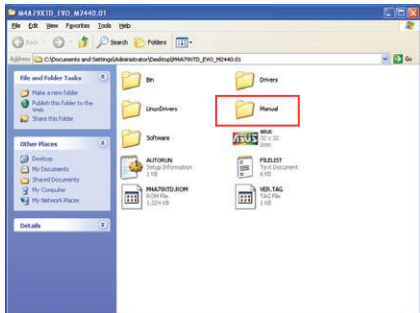 M4A79XTD_EVO_M2440.01
File Edit View Favorites Tools Help
Back Search Folders
Address C:\Documents and Settings\Administrator\Desktop\M4A79XTD_EVO_M2440.01 Go
File and Folder Tasks
Make a new folder
Publish this folder to the Web
Share this folder
Other Places
Desktop
My Documents
Shared Documents
My Computer
My Network Places
Details
Bin
Drivers
LinuxDrivers
Manual
Software
asus
32 x 32
Icon
AUTORUN
Setup Information
1 KB
FILELIST
Text Document
6 KB
M4A79XTD.ROM
ROM File
1,024 KB
VER.TAG
TAG File
1 KB